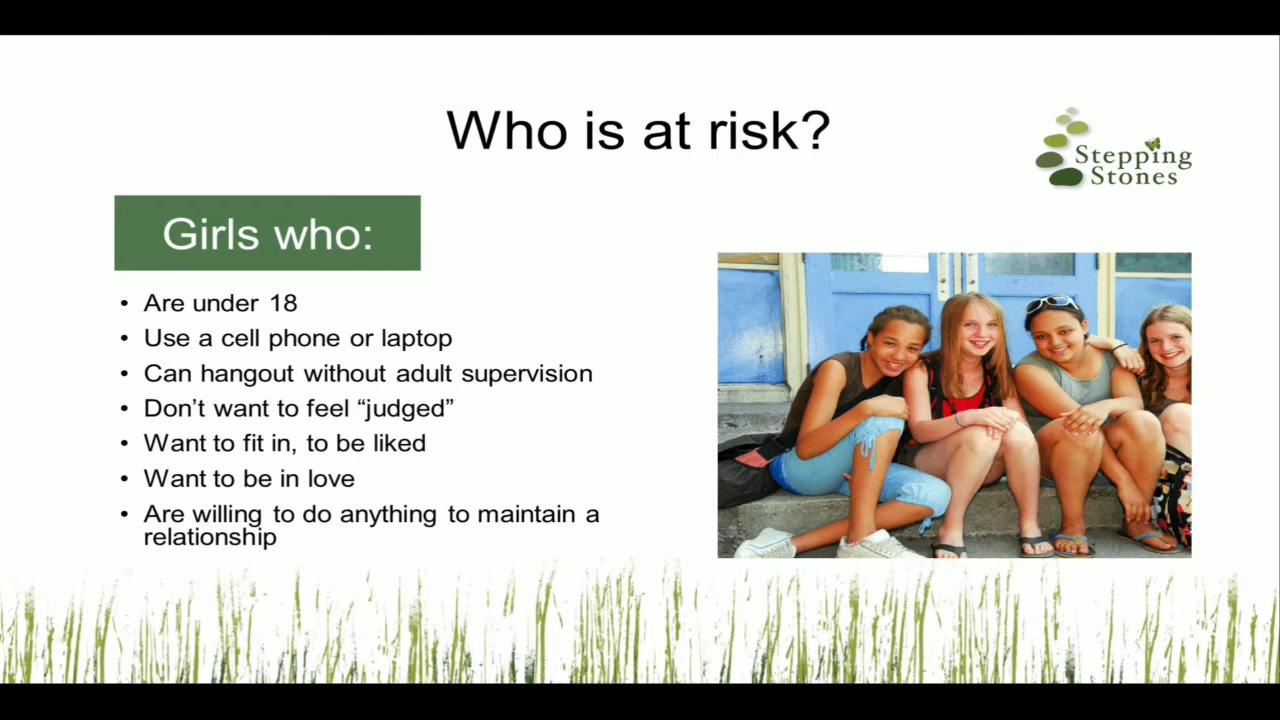 Who is at risk?
Stepping
Stones
Girls who:
• Are under 18
• Use a cell phone or laptop
• Can hangout without adult supervision
• Don’t want to feel “judged”
• Want to fit in, to be liked
• Want to be in love
• Are willing to do anything to maintain a
relationship